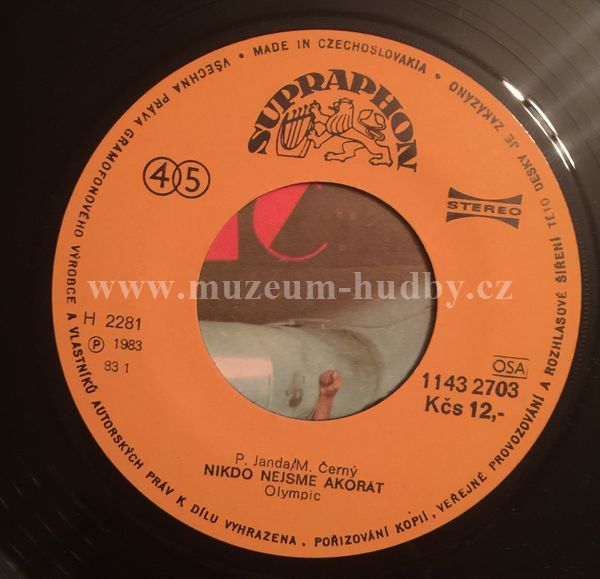 VŠECHNA PRÁVA GRAMOFONOVÉHO VÝROBCE A VLASTNÍKŮ AUTORSKÝCH PRÁV K DÍLU VYHRAZENA . POŘIZOVÁNÍ KOPIÍ, VEŘEJNÉ PROVOZOVÁNÍ A ROZHLASOVÉ ŠÍŘENÍ TÉTO DESKY JE ZAKÁZÁNO • MADE IN CZECHOSLOVAKIA •
SUPRAPHON
45
STEREO
www.muzeum-hudby.cz
H 2281
Ⓟ 1983
83 1
OSA
1143 2703
Kčs 12,-
P. Janda/M. Černý
NIKDO NEJSME AKORÁT
Olympic